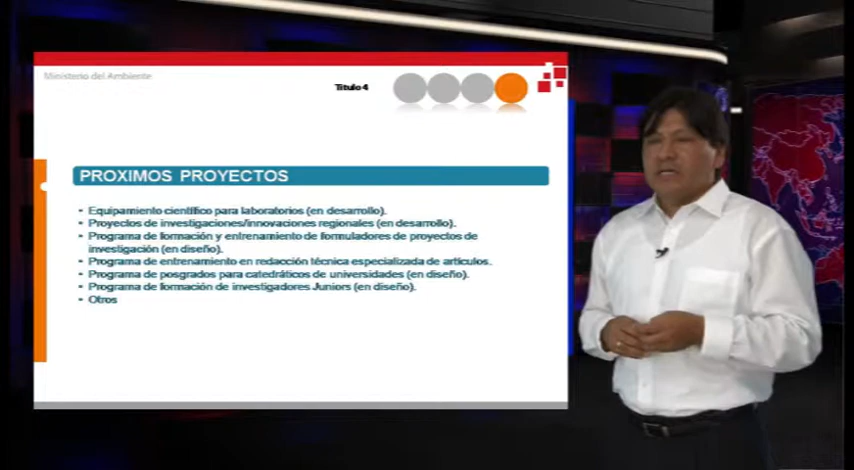 Ministerio del Ambiente
Titulo 4
PROXIMOS PROYECTOS
• Equipamiento científico para laboratorios (en desarrollo).
• Proyectos de investigaciones/innovaciones regionales (en desarrollo).
• Programa de formación y entrenamiento de formuladores de proyectos de
investigación (en diseño).
• Programa de entrenamiento en redacción técnica especializada de artículos.
• Programa de posgrados para catedráticos de universidades (en diseño).
• Programa de formación de investigadores Juniors (en diseño).
• Otros